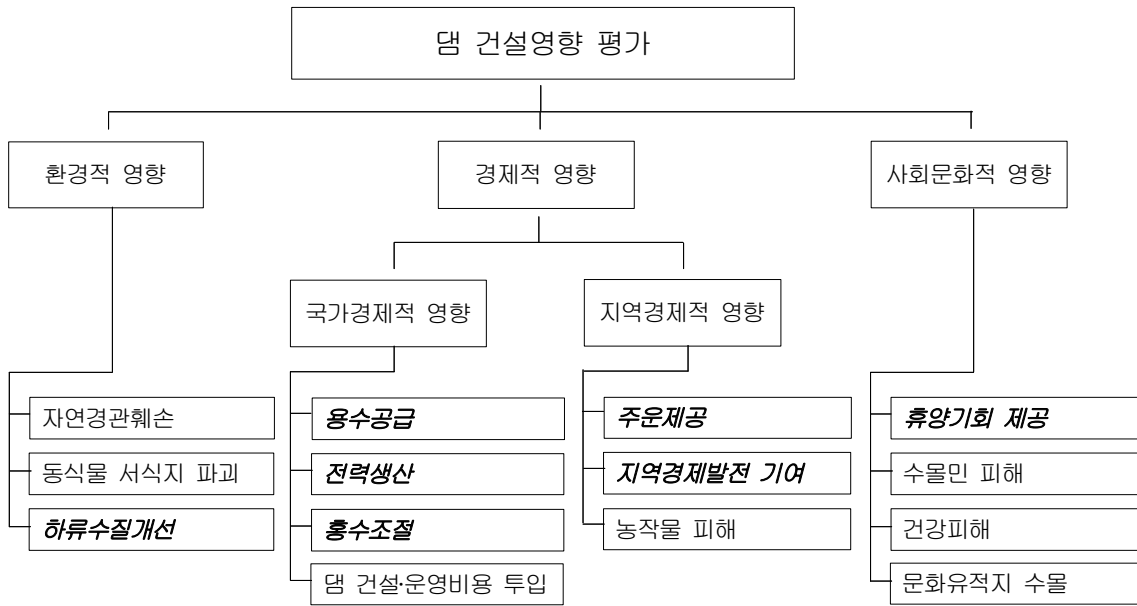 댐 건설영향 평가
환경적 영향
경제적 영향
사회문화적 영향
국가경제적 영향
지역경제적 영향
자연경관훼손
동식물 서식지 파괴
하류수질개선
용수공급
전력생산
홍수조절
댐 건설·운영비용 투입
주운제공
지역경제발전 기여
농작물 피해
휴양기회 제공
수몰민 피해
건강피해
문화유적지 수몰